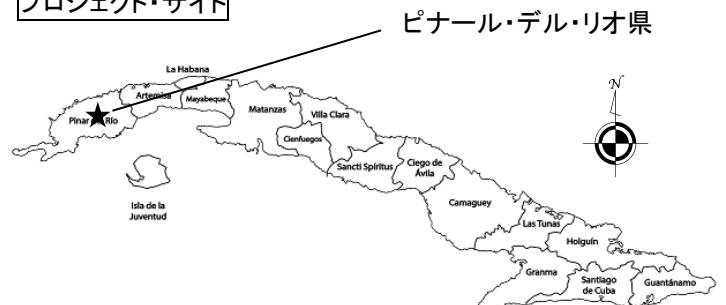 プロジェクト・サイト
ピナール・デル・リオ県
La Habana
Artemisa
Mayabeque
Pinar del Río
Matanzas
Villa Clara
Cienfuegos
Sancti Spíritus
Ciego de
Ávila
Isla de la
Juventud
Camaguey
Las Tunas
Holguín
Granma
Santiago
de Cuba
Guantánamo
N